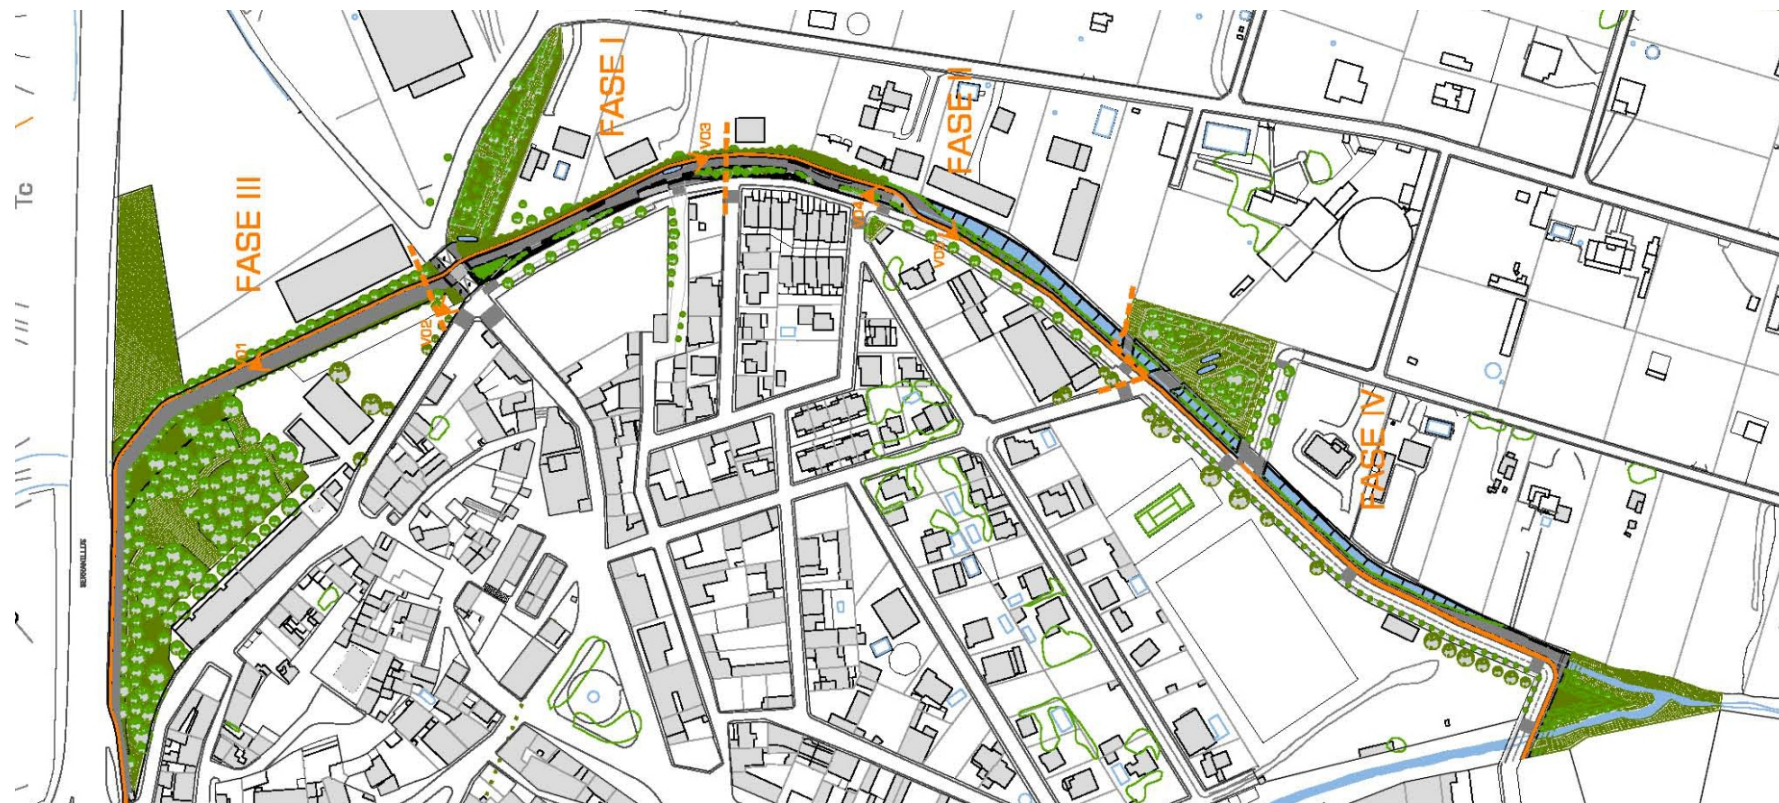 FASE I
FASE II
FASE III
FASE IV
V01
V02
V03
V04
V05
Tc